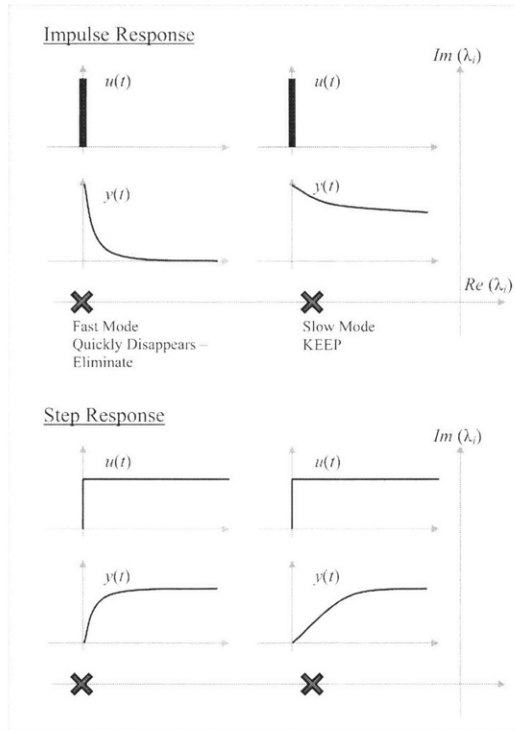 Impulse Response
Im (λᵢ)
u(t) u(t)
y(t) y(t)
Re (λᵢ)
Fast Mode
Quickly Disappears –
Eliminate
Slow Mode
KEEP
Step Response
Im (λᵢ)
u(t) u(t)
y(t) y(t)